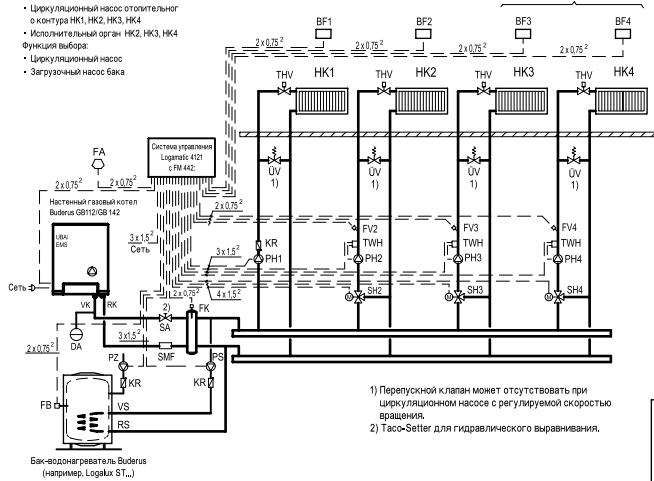 • Циркуляционный насос отопительног
о контура НК1, НК2, НК3, НК4
• Исполнительный орган НК2, НК3, НК4
Функция выбора:
• Циркуляционный насос
• Загрузочный насос бака
BF1
BF2
BF3
BF4
2 x 0,75²
2 x 0,75²
2 x 0,75²
2 x 0,75²
THV
HK1
THV
HK2
THV
HK3
THV
HK4
FA
Система управления
Logamatic 4121
с FM 442:
2 x 0,75²
2 x 0,75²
ÜV
1)
ÜV
1)
ÜV
1)
ÜV
1)
Настенный газовый котел
Buderus GB112/GB 142
2 x 0,75²
UBA/
EMS
3 x 1,5²
Сеть
FV2
FV3
FV4
KR
TWH
TWH
TWH
3 x 1,5²
PH1
PH2
PH3
PH4
Сеть
4 x 1,5²
SH2
SH3
SH4
M
M
M
VK
RK
2 x 0,75²
2)
FK
SA
DA
3 x 1,5²
2 x 0,75²
SMF
PZ
PS
KR
KR
FB
VS
RS
1) Перепускной клапан может отсутствовать при
циркуляционном насосе с регулируемой скоростью
вращения.
2) Taco-Setter для гидравлического выравнивания.
Бак-водонагреватель Buderus
(например, Logalux ST...)